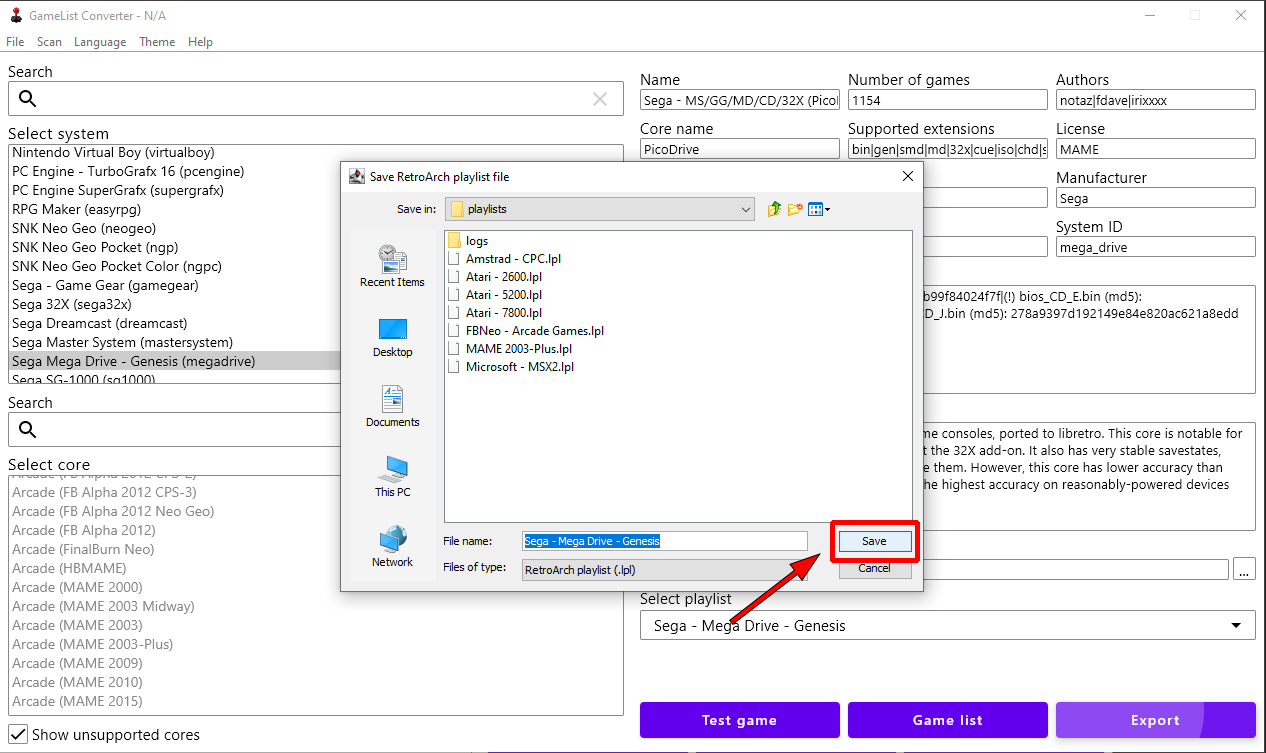 GameList Converter - N/A
File Scan Language Theme Help
Search
Select system
Nintendo Virtual Boy (virtualboy)
PC Engine - TurboGrafx 16 (pcengine)
PC Engine SuperGrafx (supergrafx)
RPG Maker (easyrpg)
SNK Neo Geo (neogeo)
SNK Neo Geo Pocket (ngp)
SNK Neo Geo Pocket Color (ngpc)
Sega - Game Gear (gamegear)
Sega 32X (sega32x)
Sega Dreamcast (dreamcast)
Sega Master System (mastersystem)
Sega Mega Drive - Genesis (megadrive)
Sega SG-1000 (sg1000)
Search
Select core
Arcade (FB Alpha 2012 CPS-2)
Arcade (FB Alpha 2012 CPS-3)
Arcade (FB Alpha 2012 Neo Geo)
Arcade (FB Alpha 2012)
Arcade (FinalBurn Neo)
Arcade (HBMAME)
Arcade (MAME 2000)
Arcade (MAME 2003 Midway)
Arcade (MAME 2003)
Arcade (MAME 2003-Plus)
Arcade (MAME 2009)
Arcade (MAME 2010)
Arcade (MAME 2015)
Show unsupported cores
Name Number of games Authors
Sega - MS/GG/MD/CD/32X (Pico 1154 notaz|fdave|irixxxx
Core name Supported extensions License
PicoDrive bin|gen|smd|md|32x|cue|iso|chd|s MAME
Manufacturer
Sega
System ID
mega_drive
b99f84024f7f|(!) bios_CD_E.bin (md5):
CD_J.bin (md5): 278a9397d192149e84e820ac621a8edd
me consoles, ported to libretro. This core is notable for
t the 32X add-on. It also has very stable savestates,
e them. However, this core has lower accuracy than
he highest accuracy on reasonably-powered devices
...
Select playlist
Sega - Mega Drive - Genesis
Test game Game list Export
Save RetroArch playlist file
Save in: playlists
Recent Items
Desktop
Documents
This PC
Network
logs
Amstrad - CPC.lpl
Atari - 2600.lpl
Atari - 5200.lpl
Atari - 7800.lpl
FBNeo - Arcade Games.lpl
MAME 2003-Plus.lpl
Microsoft - MSX2.lpl
File name: Sega - Mega Drive - Genesis Save
Files of type: RetroArch playlist (.lpl) Cancel